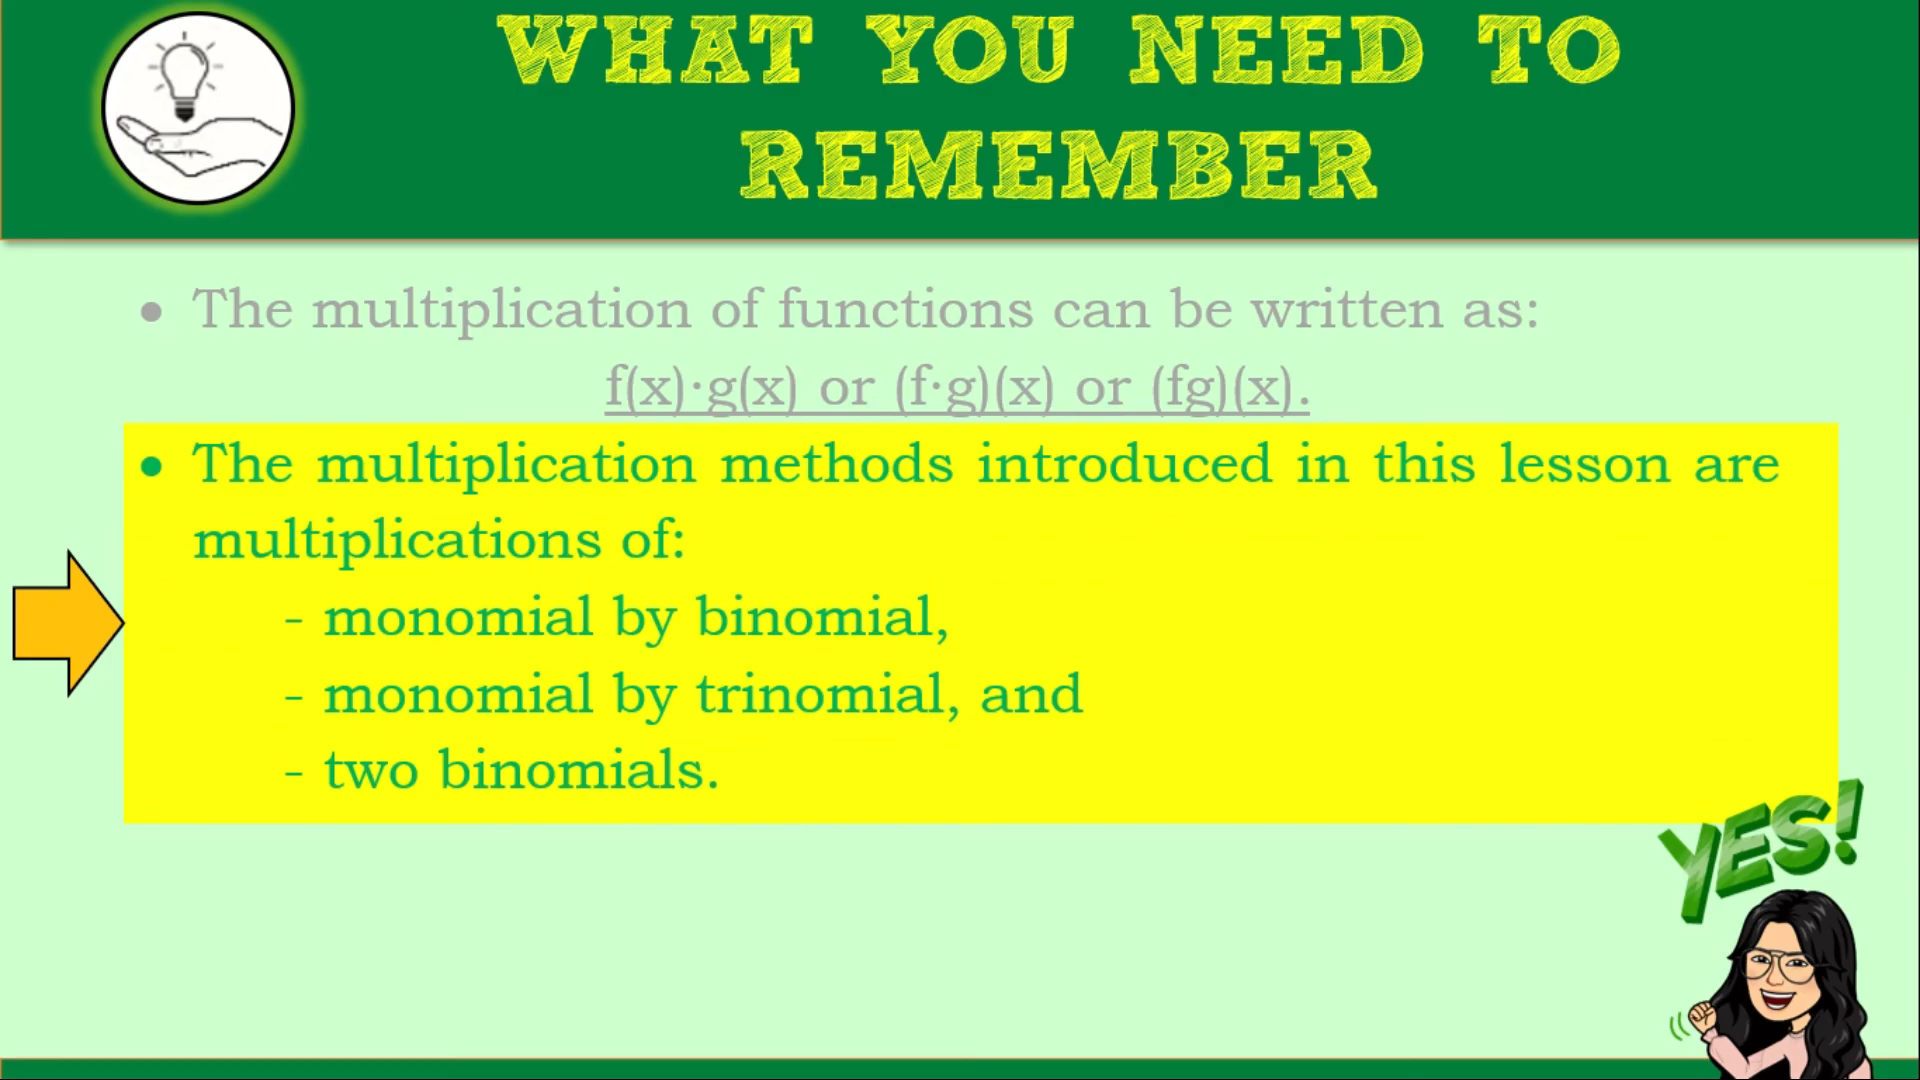 WHAT YOU NEED TO
REMEMBER
• The multiplication of functions can be written as:
f(x)·g(x) or (f·g)(x) or (fg)(x).
• The multiplication methods introduced in this lesson are
multiplications of:
- monomial by binomial,
- monomial by trinomial, and
- two binomials.
YES!